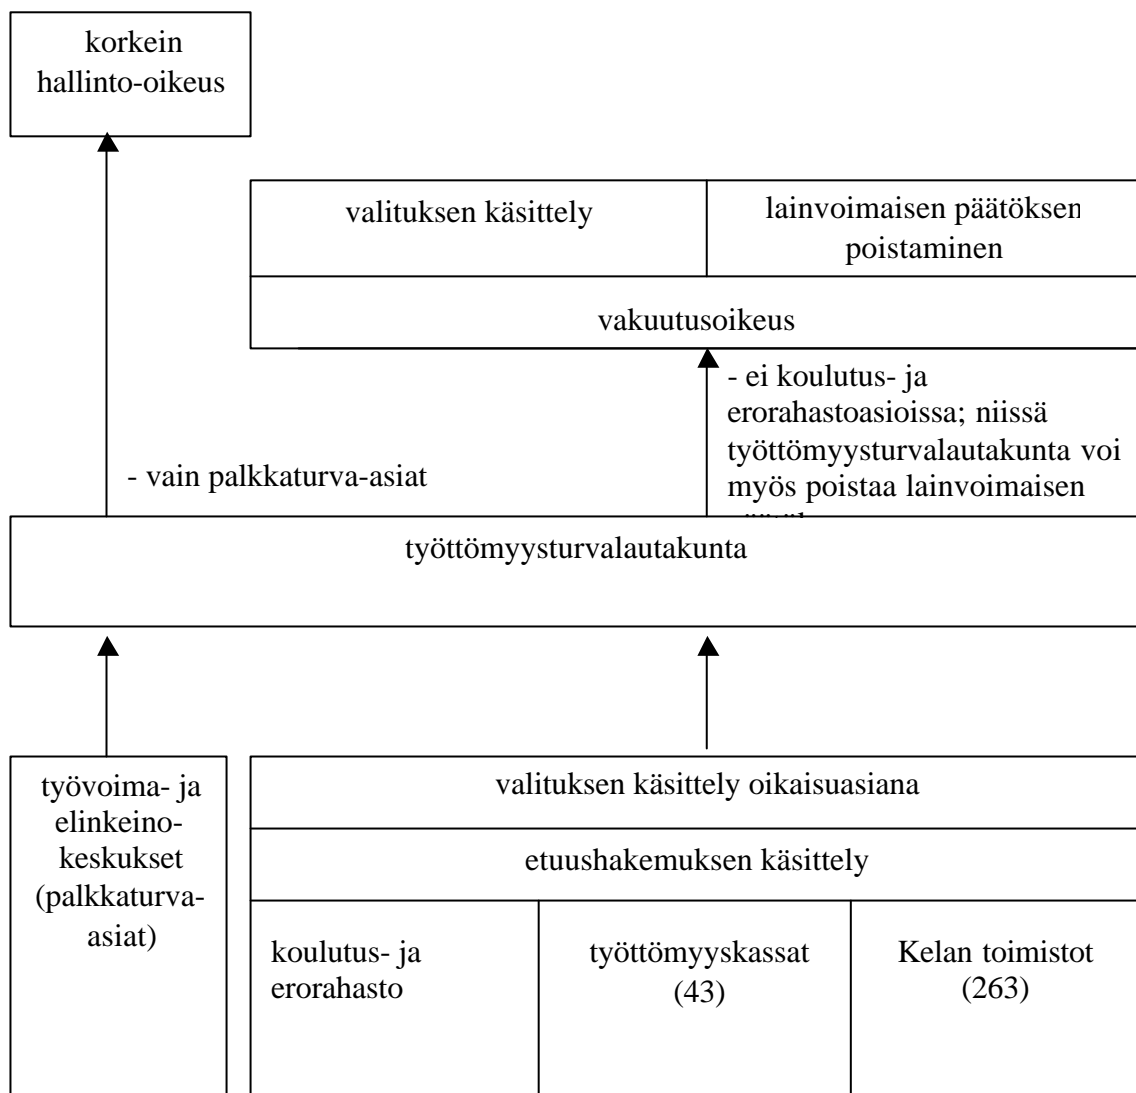 korkein
hallinto-oikeus
valituksen käsittely
lainvoimaisen päätöksen
poistaminen
vakuutusoikeus
- ei koulutus- ja
erorahastoasioissa; niissä
työttömyysturvalautakunta voi
myös poistaa lainvoimaisen
- vain palkkaturva-asiat
työttömyysturvalautakunta
työvoima- ja
elinkeino-
keskukset
(palkkaturva-
asiat)
valituksen käsittely oikaisuasiana
etuushakemuksen käsittely
koulutus- ja
erorahasto
työttömyyskassat
(43)
Kelan toimistot
(263)